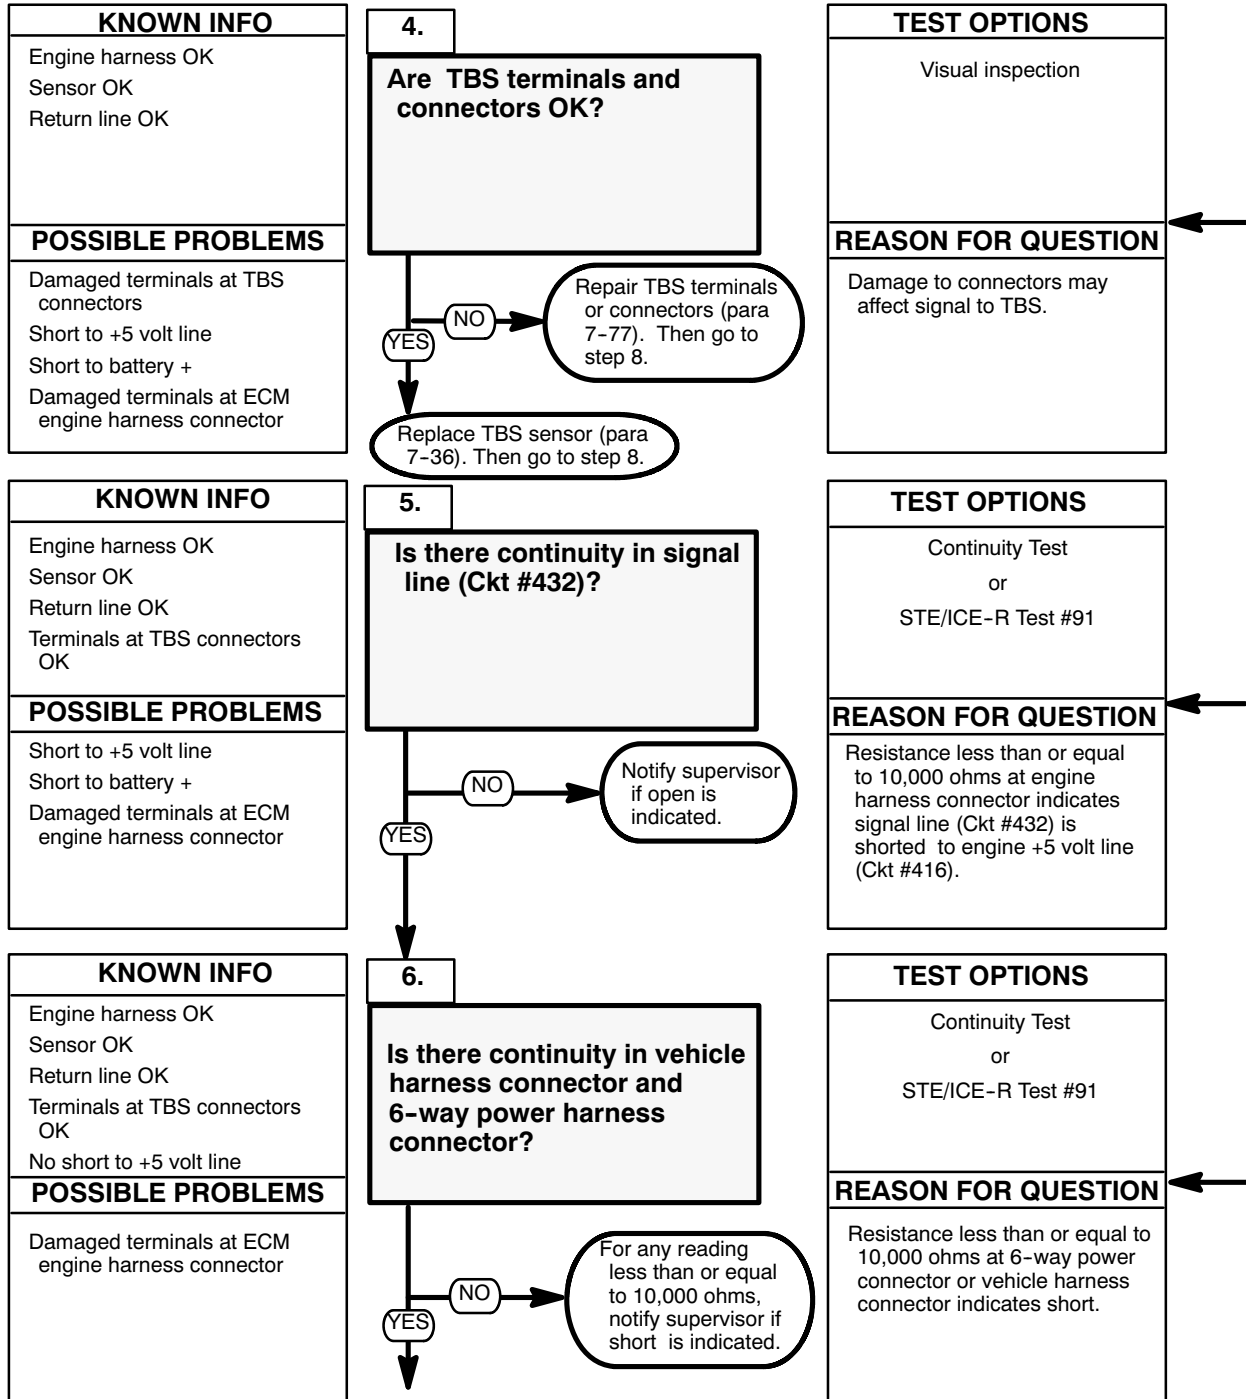 KNOWN INFO
Engine harness OK
Sensor OK
Return line OK
POSSIBLE PROBLEMS
Damaged terminals at TBS
connectors
Short to +5 volt line
Short to battery +
Damaged terminals at ECM
engine harness connector
4.
Are TBS terminals and
connectors OK?
NO
YES
Repair TBS terminals
or connectors (para
7-77). Then go to
step 8.
Replace TBS sensor (para
7-36). Then go to step 8.
TEST OPTIONS
Visual inspection
REASON FOR QUESTION
Damage to connectors may
affect signal to TBS.
KNOWN INFO
Engine harness OK
Sensor OK
Return line OK
Terminals at TBS connectors
OK
POSSIBLE PROBLEMS
Short to +5 volt line
Short to battery +
Damaged terminals at ECM
engine harness connector
5.
Is there continuity in signal
line (Ckt #432)?
NO
YES
Notify supervisor
if open is
indicated.
TEST OPTIONS
Continuity Test
or
STE/ICE-R Test #91
REASON FOR QUESTION
Resistance less than or equal
to 10,000 ohms at engine
harness connector indicates
signal line (Ckt #432) is
shorted to engine +5 volt line
(Ckt #416).
KNOWN INFO
Engine harness OK
Sensor OK
Return line OK
Terminals at TBS connectors
OK
No short to +5 volt line
POSSIBLE PROBLEMS
Damaged terminals at ECM
engine harness connector
6.
Is there continuity in vehicle
harness connector and
6-way power harness
connector?
NO
YES
For any reading
less than or equal
to 10,000 ohms,
notify supervisor if
short is indicated.
TEST OPTIONS
Continuity Test
or
STE/ICE-R Test #91
REASON FOR QUESTION
Resistance less than or equal to
10,000 ohms at 6-way power
connector or vehicle harness
connector indicates short.